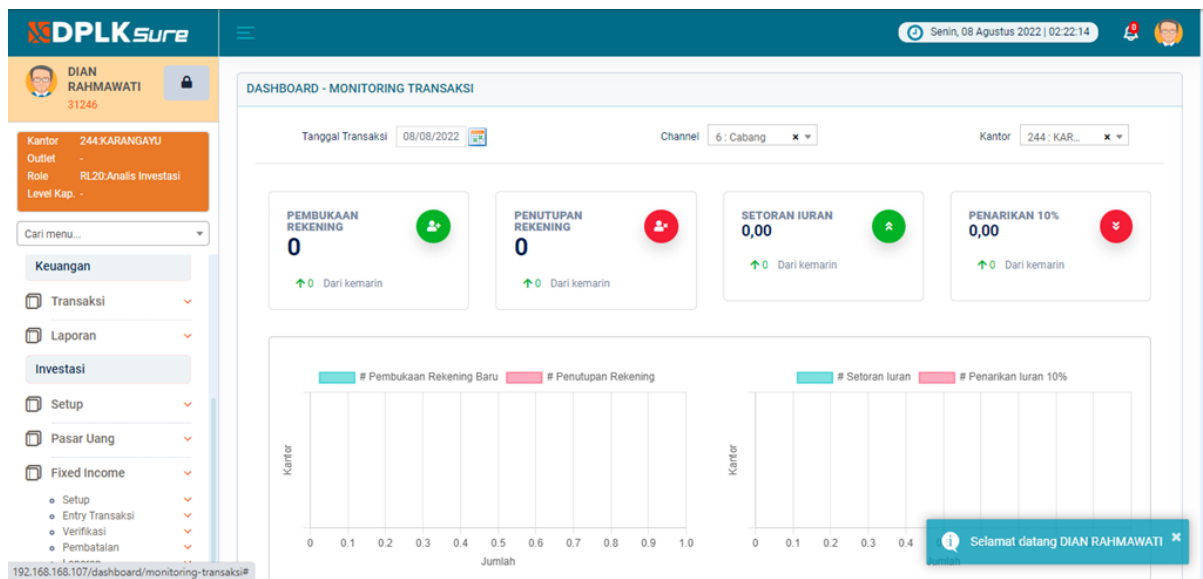 DPLKsure
Senin, 08 Agustus 2022 | 02:22:14
DIAN
RAHMAWATI
31246
Kantor 244:KARANGAYU
Outlet -
Role RL20:Analis Investasi
Level Kap. -
Cari menu...
Keuangan
Transaksi
Laporan
Investasi
Setup
Pasar Uang
Fixed Income
Setup
Entry Transaksi
Verifikasi
Pembatalan
192.168.168.107/dashboard/monitoring-transaksi#
DASHBOARD - MONITORING TRANSAKSI
Tanggal Transaksi 08/08/2022
Channel 6 : Cabang × 
Kantor 244 : KAR... ×
PEMBUKAAN
REKENING
0
0 Dari kemarin
PENUTUPAN
REKENING
0
0 Dari kemarin
SETORAN IURAN
0,00
0 Dari kemarin
PENARIKAN 10%
0,00
0 Dari kemarin
# Pembukaan Rekening Baru # Penutupan Rekening
Kantor
0 0.1 0.2 0.3 0.4 0.5 0.6 0.7 0.8 0.9 1.0
Jumlah
# Setoran Iuran # Penarikan Iuran 10%
Kantor
0 0.1 0.2 0.3 0.4
Jumlah
Selamat datang DIAN RAHMAWATI ×